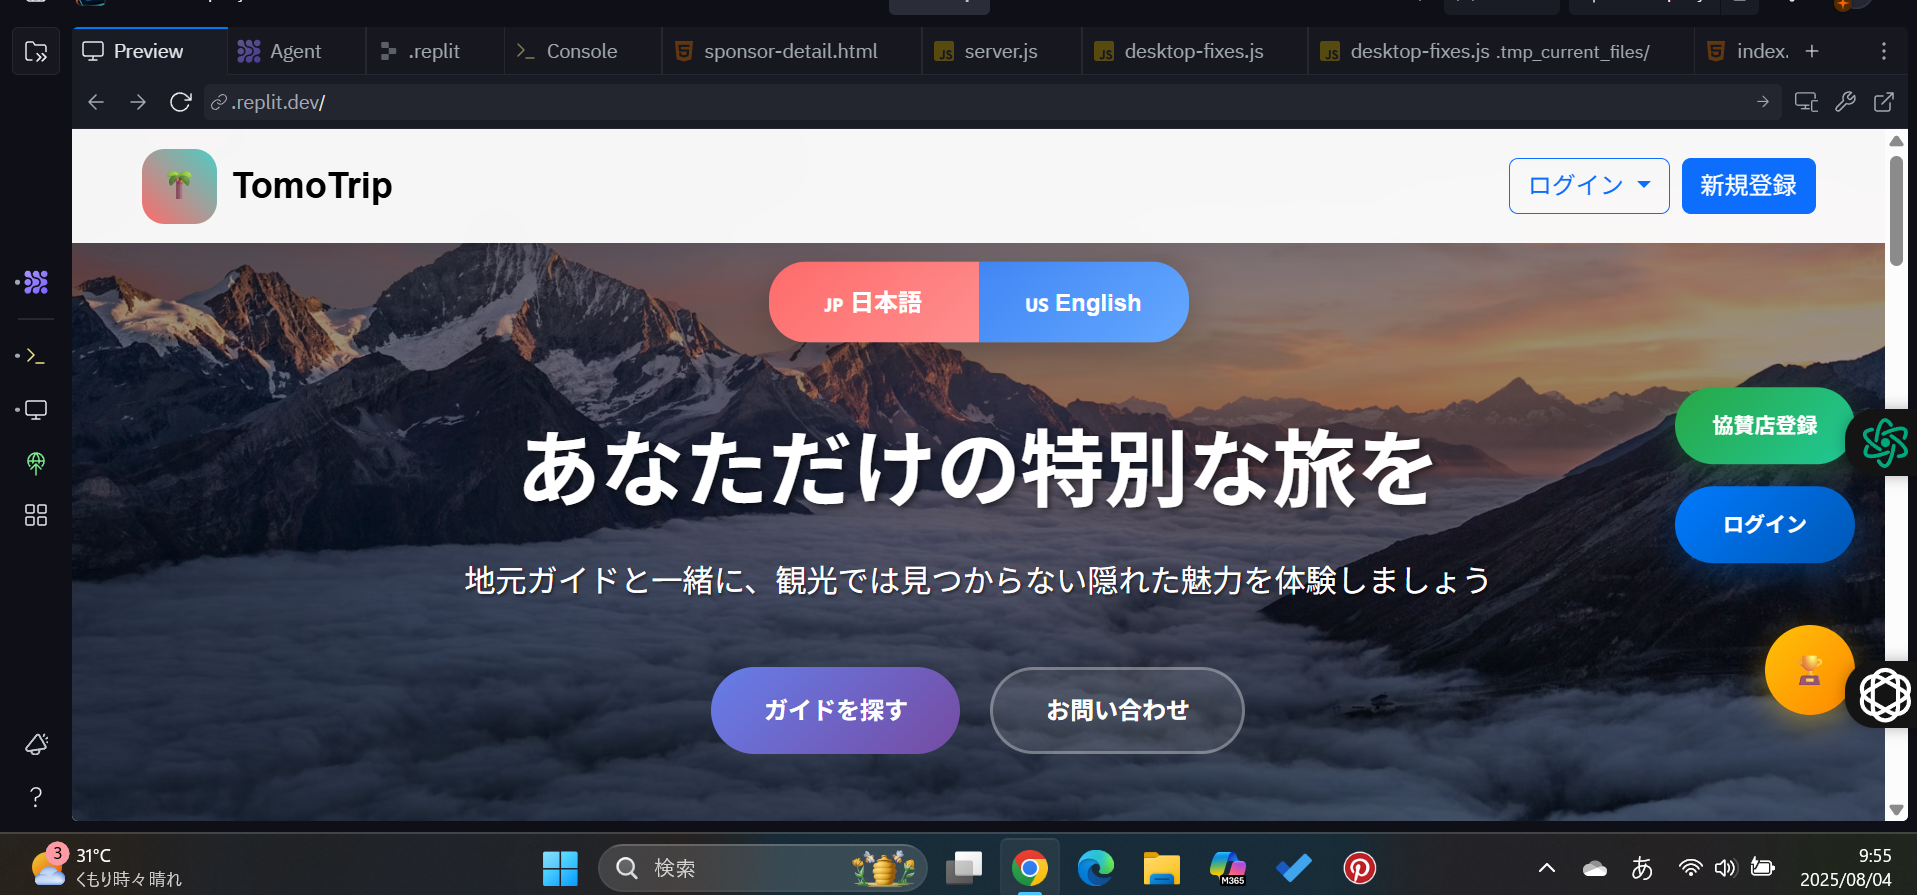 Preview
Agent
.replit
Console
sponsor-detail.html
server.js
desktop-fixes.js
desktop-fixes.js .tmp_current_files/
index.
.replit.dev/
TomoTrip
ログイン
新規登録
JP 日本語
US English
あなただけの特別な旅を
地元ガイドと一緒に、観光では見つからない隠れた魅力を体験しましょう
ガイドを探す
お問い合わせ
協賛店登録
ログイン
3
31°C
くもり時々晴れ
検索
M365
あ
9:55
2025/08/04